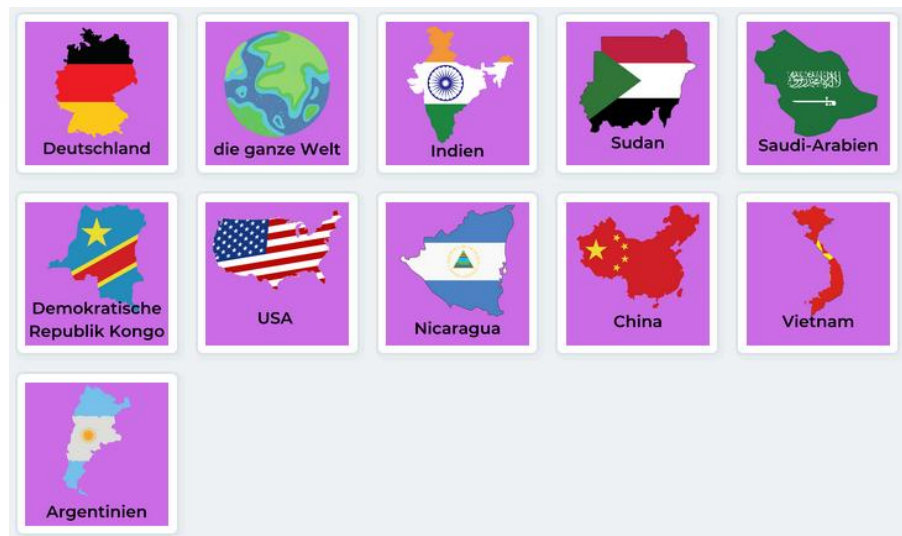 Deutschland
die ganze Welt
Indien
Sudan
Saudi-Arabien
Demokratische
Republik Kongo
USA
Nicaragua
China
Vietnam
Argentinien